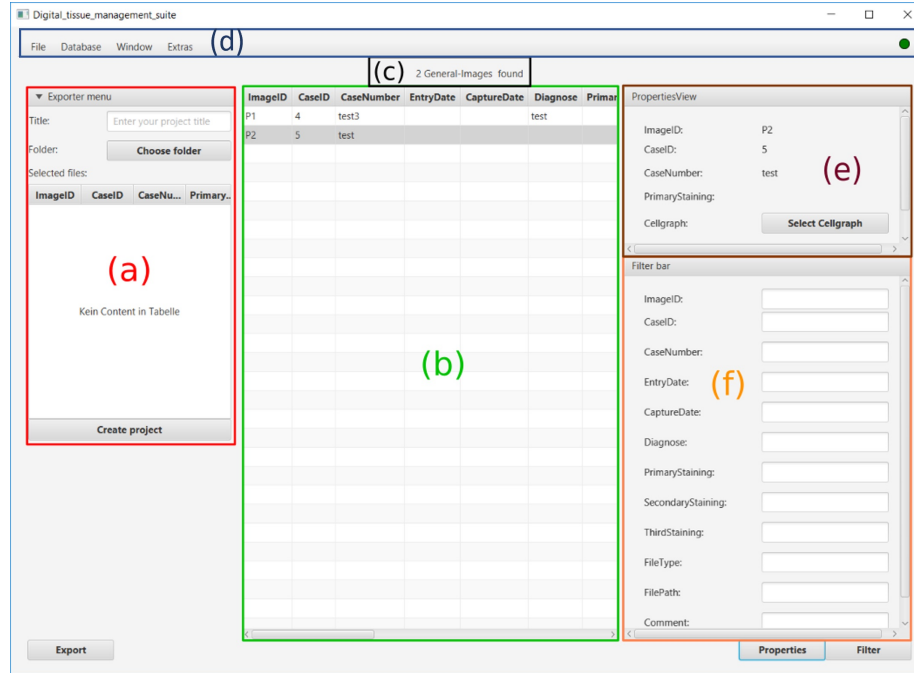 Digital_tissue_management_suite
File Database Window Extras (d)
(c) 2 General-Images found
Exporter menu
Title: Enter your project title
Folder: Choose folder
Selected files:
ImageID CaseID CaseNu... Primary..
(a)
Kein Content in Tabelle
Create project
Export
ImageID CaseID CaseNumber EntryDate CaptureDate Diagnose Primar
P1 4 test3 test
P2 5 test
(b)
PropertiesView
ImageID: P2
CaseID: 5
CaseNumber: test
(e)
PrimaryStaining:
Cellgraph: Select Cellgraph
Filter bar
ImageID:
CaseID:
CaseNumber:
EntryDate:
(f)
CaptureDate:
Diagnose:
PrimaryStaining:
SecondaryStaining:
ThirdStaining:
FileType:
FilePath:
Comment:
Properties Filter